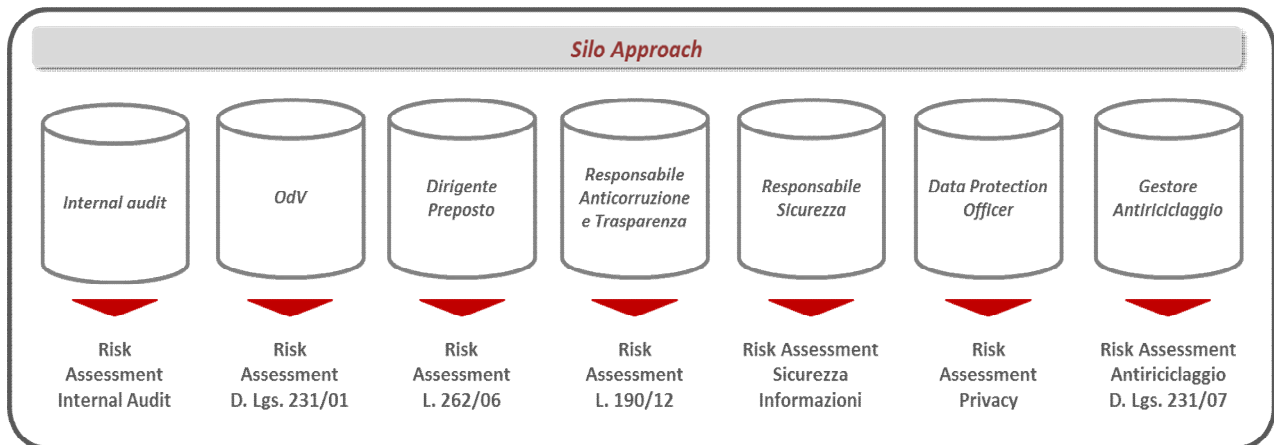 Silo Approach
Internal audit
OdV
Dirigente
Preposto
Responsabile
Anticorruzione
e Trasparenza
Responsabile
Sicurezza
Data Protection
Officer
Gestore
Antiriciclaggio
Risk
Assessment
Internal Audit
Risk
Assessment
D. Lgs. 231/01
Risk
Assessment
L. 262/06
Risk
Assessment
L. 190/12
Risk Assessment
Sicurezza
Informazioni
Risk
Assessment
Privacy
Risk Assessment
Antiriciclaggio
D. Lgs. 231/07